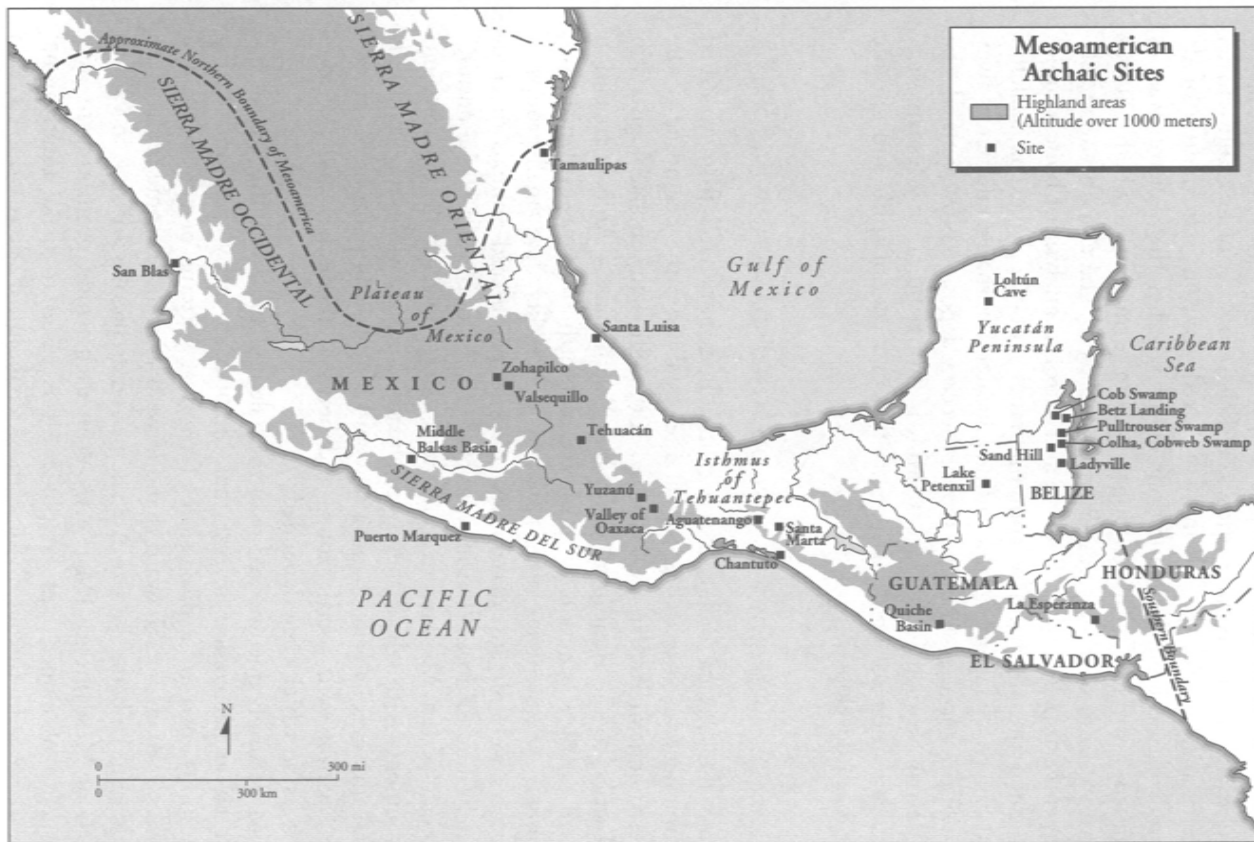 Mesoamerican
Archaic Sites
Highland areas
(Altitude over 1000 meters)
Site
Approximate Northern Boundary of Mesoamerica
SIERRA MADRE OCCIDENTAL
SIERRA MADRE ORIENTAL
Tamaulipas
San Blas
Plateau
of
Mexico
Gulf of
Mexico
Loltún
Cave
Yucatán
Peninsula
Caribbean
Sea
Santa Luisa
Zohapilco
MEXICO
Valsequillo
Cob Swamp
Betz Landing
Pulltrouser Swamp
Colha, Cobweb Swamp
Sand Hill
Ladyville
Lake
Petenxil
BELIZE
Middle
Balsas Basin
Tehuacán
Isthmus
of
Tehuantepec
Yuzanú
Valley of
Oaxaca
Aguatenango
Santa
Marta
SIERRA MADRE DEL SUR
Puerto Marquez
Chantuto
GUATEMALA
HONDURAS
La Esperanza
Quiche
Basin
EL SALVADOR
Southern Boundary
PACIFIC
OCEAN
N
0 300 mi
0 300 km